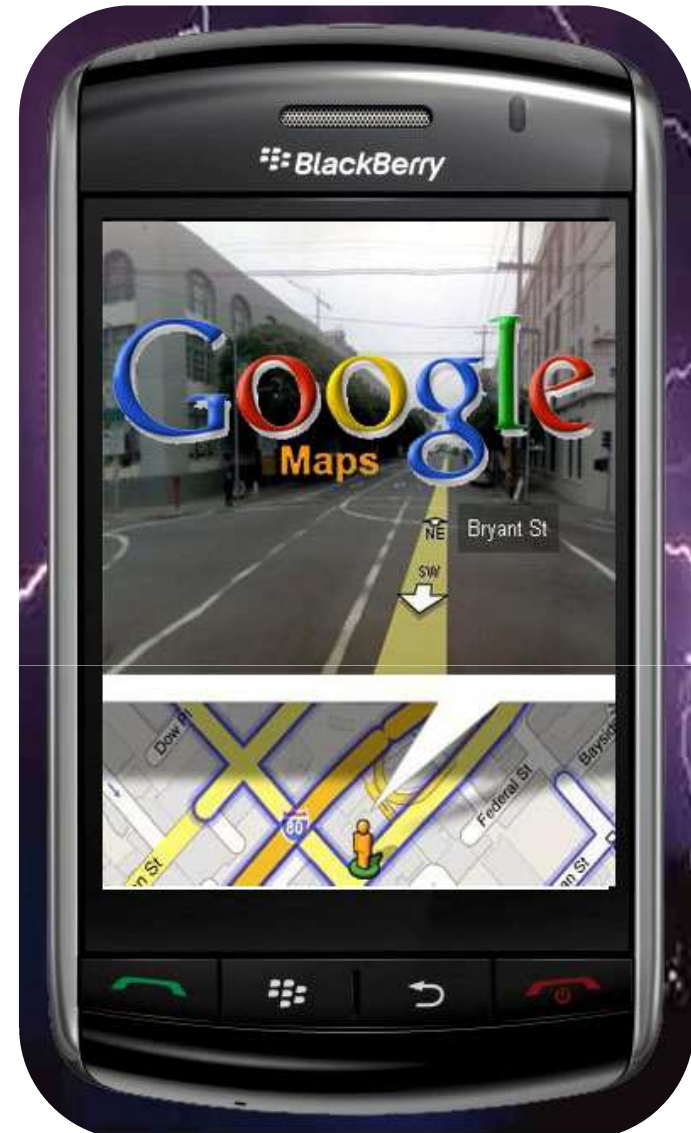 BlackBerry
Google
Maps
NE
Bryant St
SW
Dow Pl
80
Federal St
Bayside
n St
an St